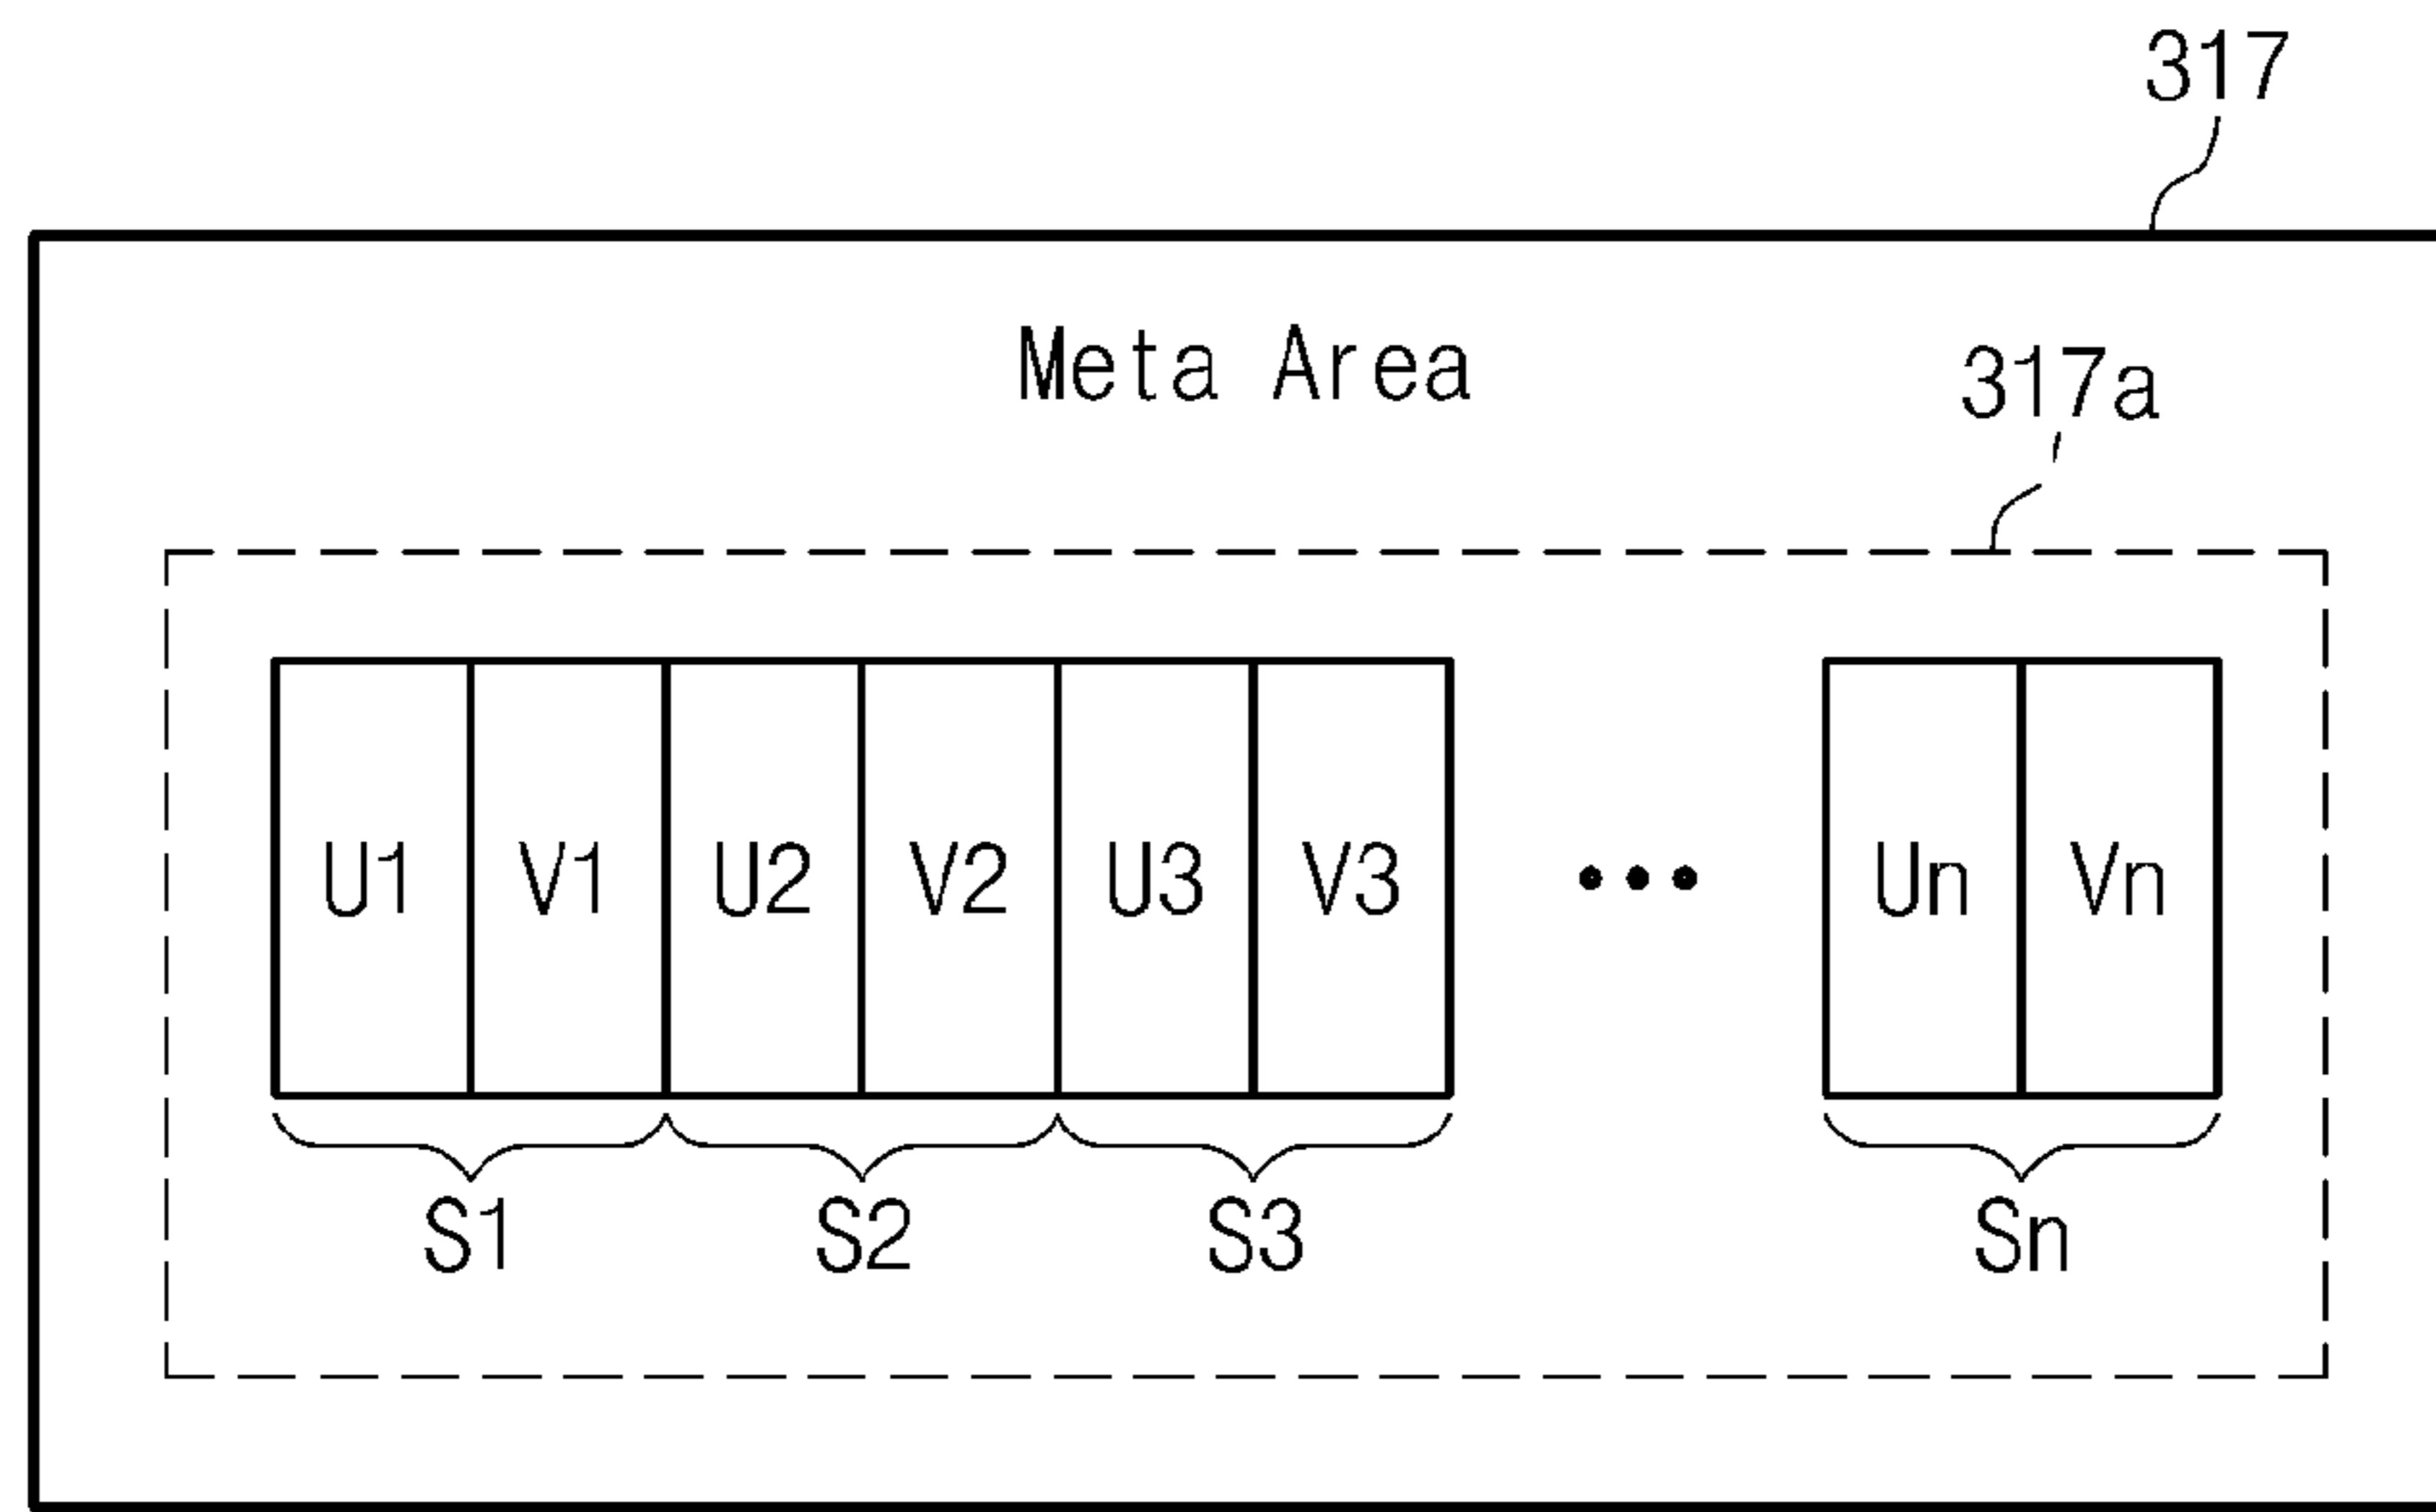 317
Meta Area
317a
U1 V1 U2 V2 U3 V3 ••• Un Vn
S1 S2 S3 Sn